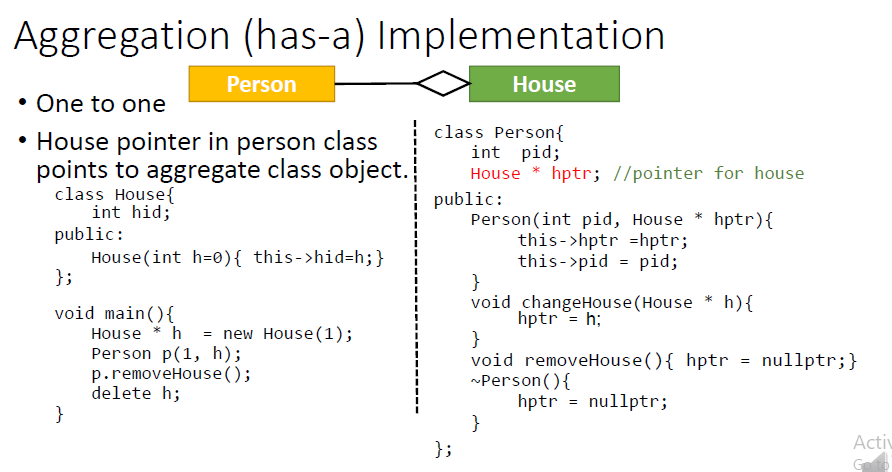 Aggregation (has-a) Implementation
Person
House
• One to one
• House pointer in person class
points to aggregate class object.
class House{
int hid;
public:
House(int h=0){ this->hid=h;}
};
void main(){
House * h  = new House(1);
Person p(1, h);
p.removeHouse();
delete h;
}
class Person{
int  pid;
House * hptr; //pointer for house
public:
Person(int pid, House * hptr){
this->hptr =hptr;
this->pid = pid;
}
void changeHouse(House * h){
hptr = h;
}
void removeHouse(){ hptr = nullptr;}
~Person(){
hptr = nullptr;
}
};